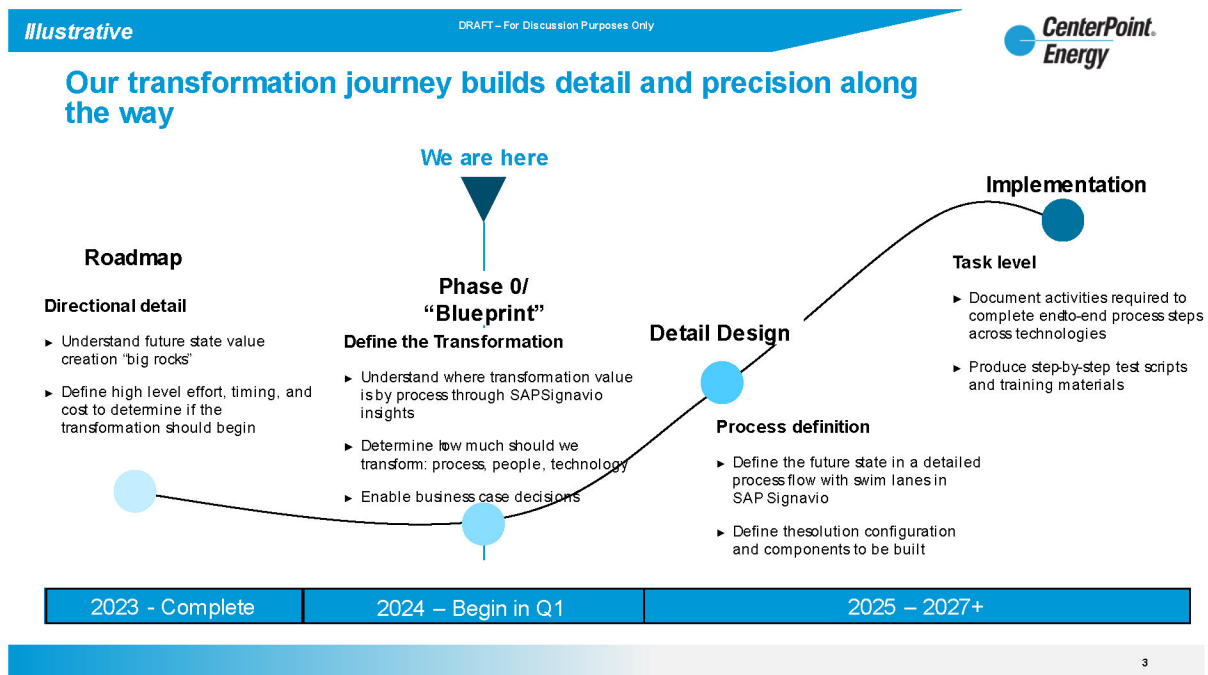 Illustrative
DRAFT – For Discussion Purposes Only
CenterPoint.
Energy
Our transformation journey builds detail and precision along
the way
We are here
Roadmap
Directional detail
► Understand future state value
creation “big rocks”
► Define high level effort, timing, and
cost to determine if the
transformation should begin
Phase 0/
“Blueprint”
Define the Transformation
► Understand where transformation value
is by process through SAP Signavio
insights
► Determine how much should we
transform: process, people, technology
► Enable business case decisions
Detail Design
Process definition
► Define the future state in a detailed
process flow with swim lanes in
SAP Signavio
► Define thesolution configuration
and components to be built
Implementation
Task level
► Document activities required to
complete end-to-end process steps
across technologies
► Produce step-by-step test scripts
and training materials
2023 - Complete
2024 – Begin in Q1
2025 – 2027+
3